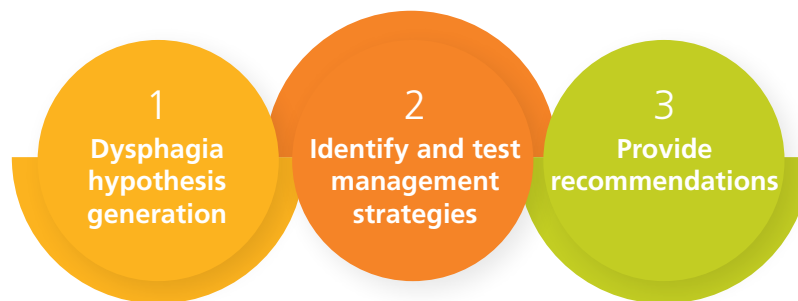 1
Dysphagia
hypothesis
generation
2
Identify and test
management
strategies
3
Provide
recommendations